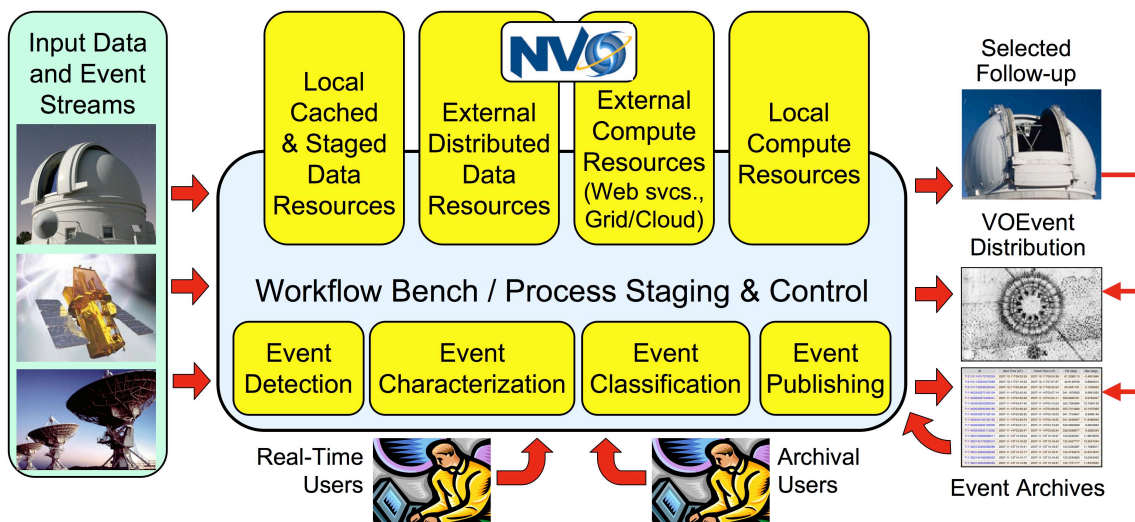 Input Data
and Event
Streams
NVO
Local
Cached
& Staged
Data
Resources
External
Distributed
Data
Resources
External
Compute
Resources
(Web svcs.,
Grid/Cloud)
Local
Compute
Resources
Workflow Bench / Process Staging & Control
Event
Detection
Event
Characterization
Event
Classification
Event
Publishing
Real-Time
Users
Archival
Users
Selected
Follow-up
VOEvent
Distribution
Event Archives